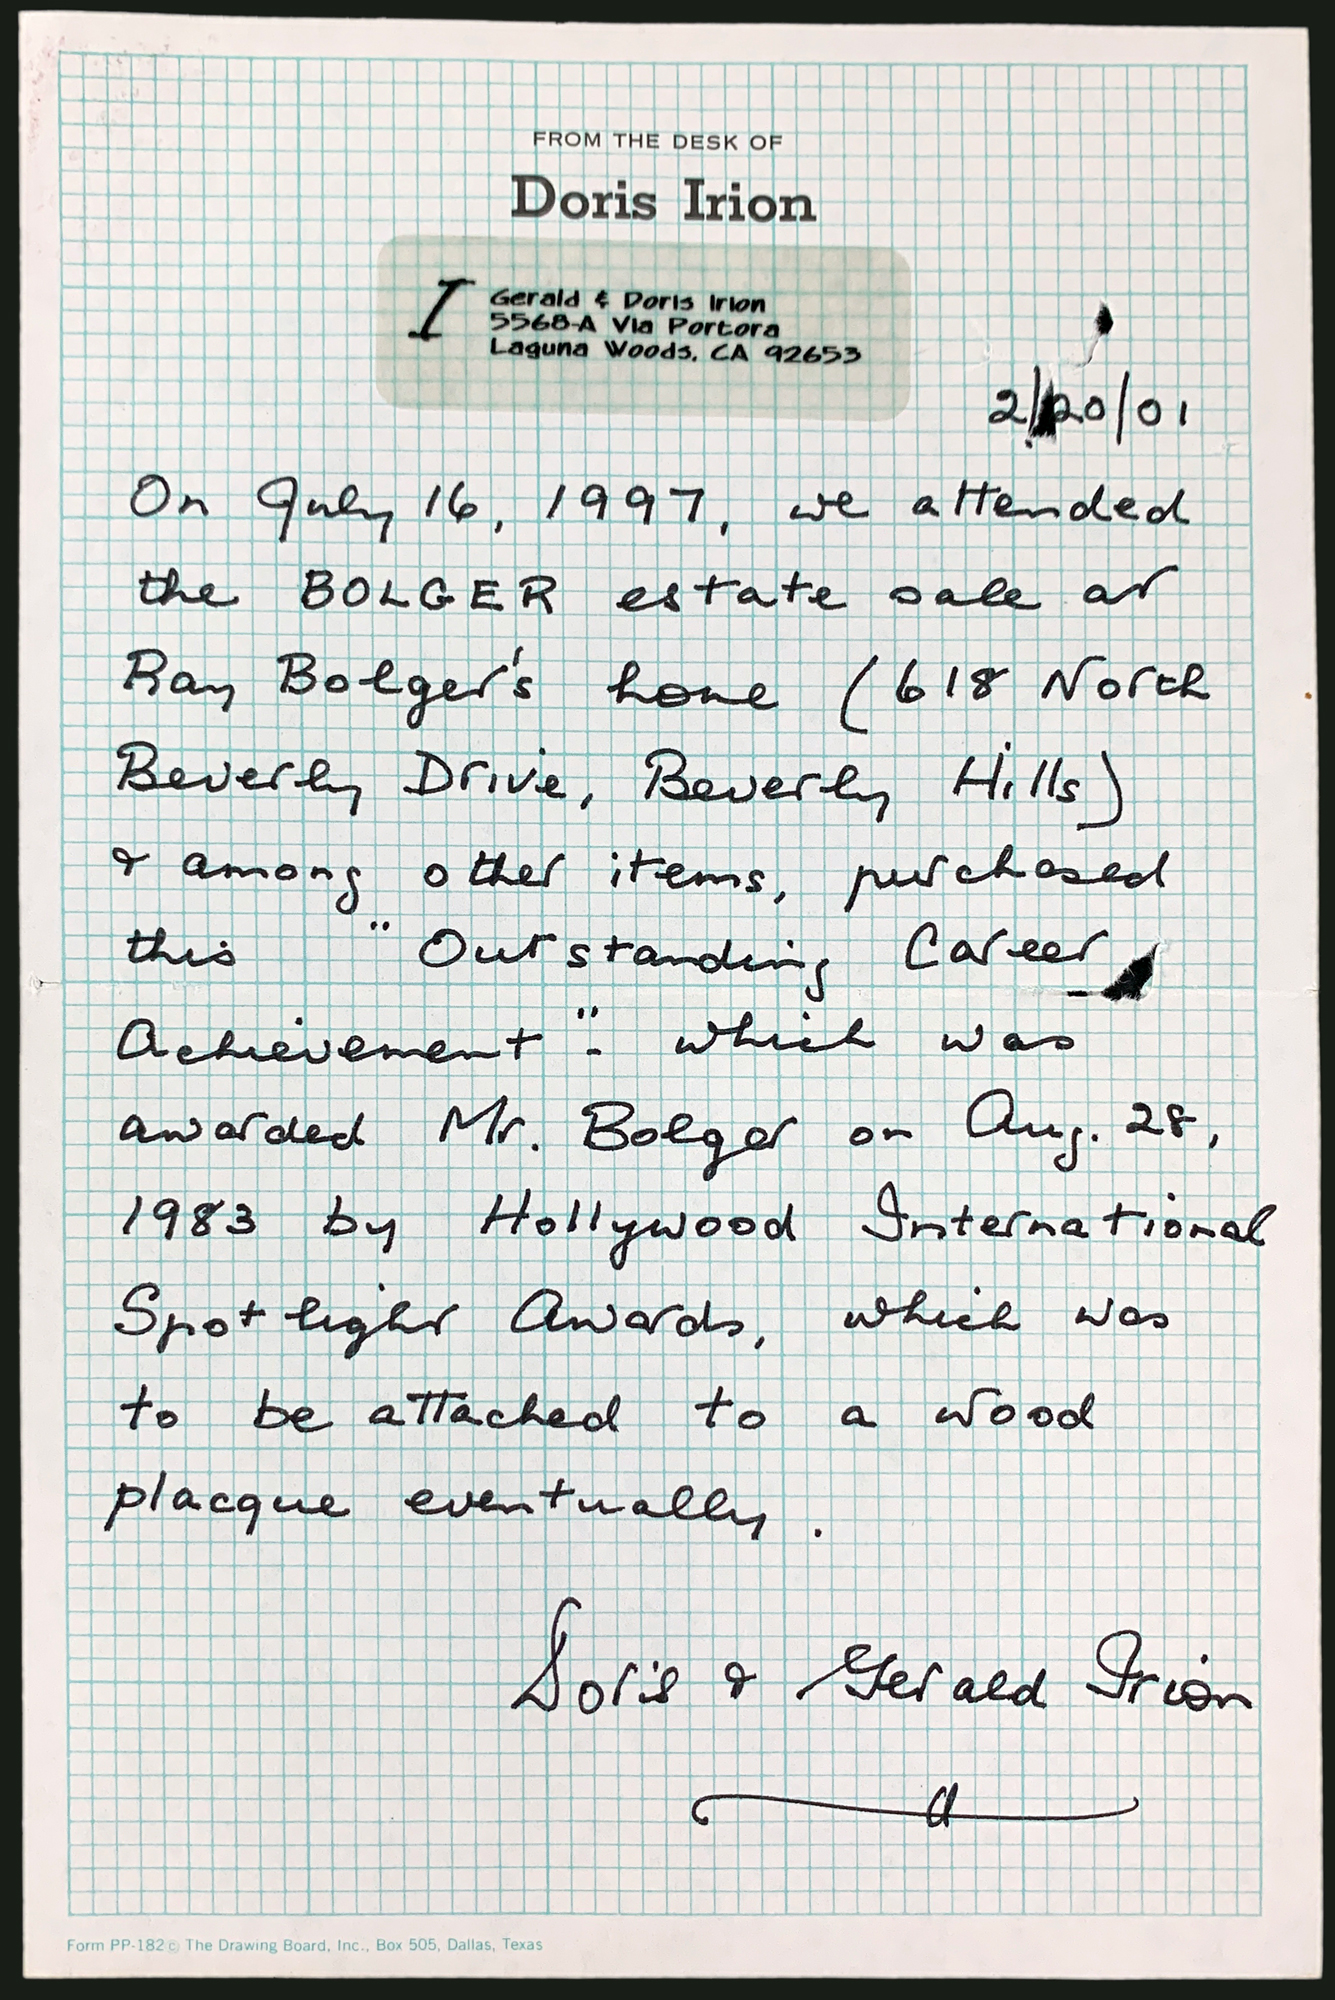 FROM THE DESK OF
Doris Irion
I
Gerald & Doris Irion
5568-A Via Portora
Laguna Woods, CA 92653
2/20/01
On July 16, 1997, we attended
the BOLGER estate sale at
Ray Bolger's home (618 North
Beverly Drive, Beverly Hills)
& among other items, purchased
this "Outstanding Career
Achievement". which was
awarded Mr. Bolger on Aug. 28,
1983 by Hollywood International
Spotlight Awards, which was
to be attached to a wood
placque eventually.
Doris & Gerald Irion
Form PP-182 © The Drawing Board, Inc., Box 505, Dallas, Texas